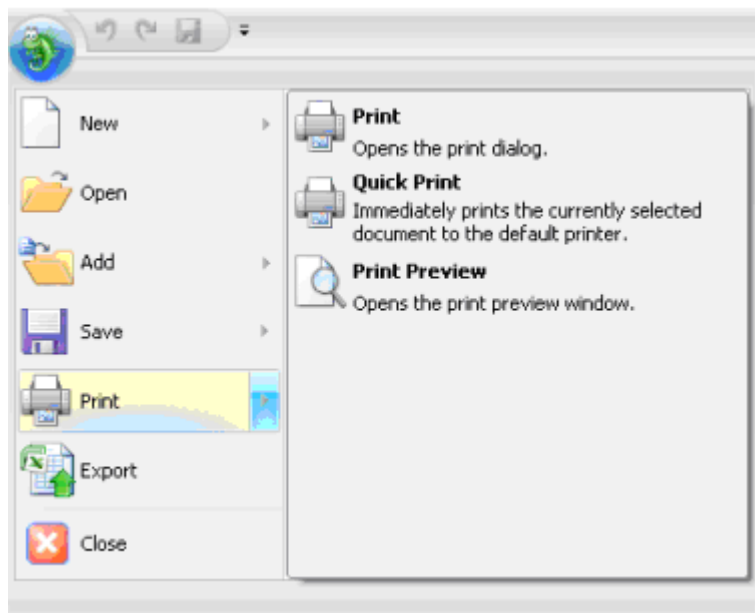 New
Open
Add
Save
Print
Export
Close
Print
Opens the print dialog.
Quick Print
Immediately prints the currently selected
document to the default printer.
Print Preview
Opens the print preview window.